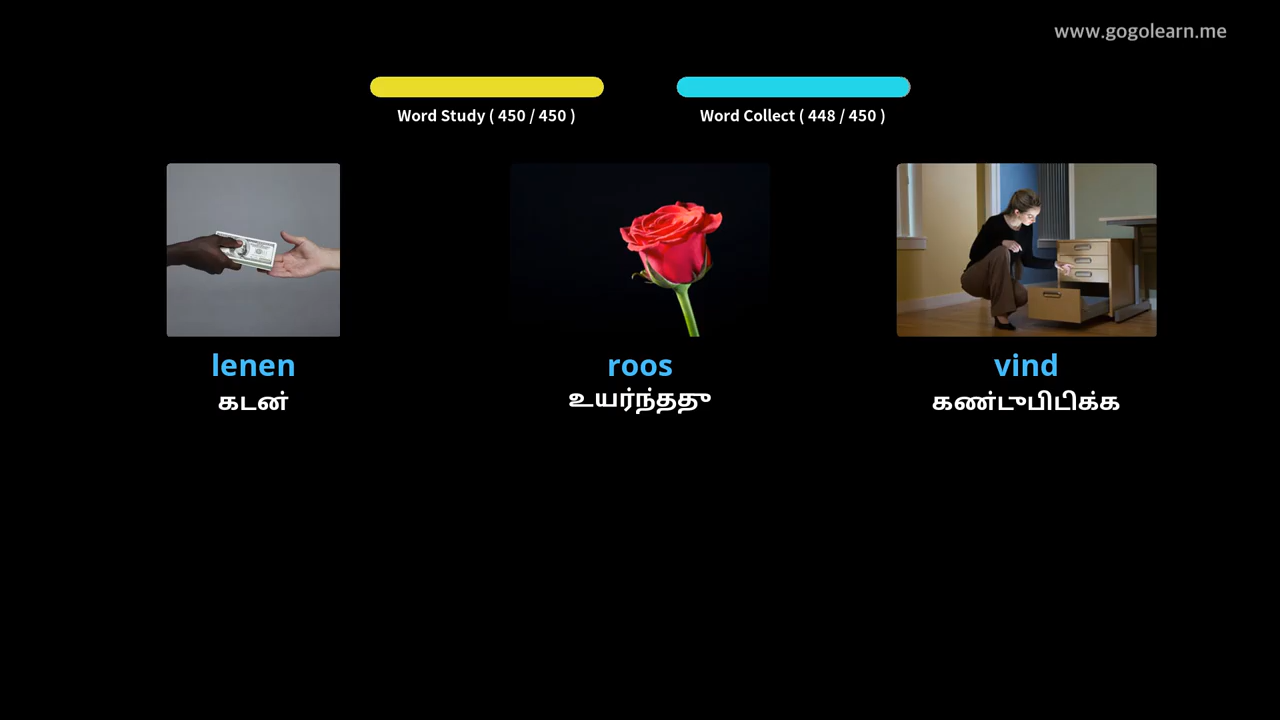 www.gogolearn.me
Word Study ( 450 / 450 )
Word Collect ( 448 / 450 )
lenen
roos
vind
கடன்
உயர்ந்தது
கண்டுபிடிக்க